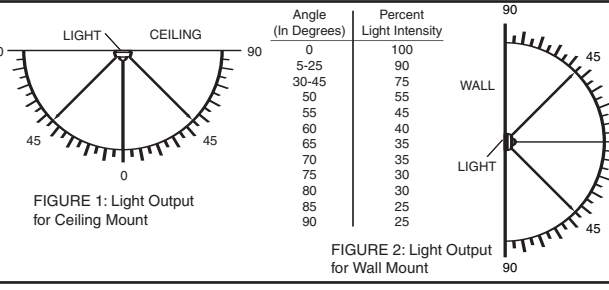 LIGHT CEILING
0 90
45 45
0
FIGURE 1: Light Output
for Ceiling Mount
Angle Percent
(In Degrees) Light Intensity
0 100
5-25 90
30-45 75
50 55
55 45
60 40
65 35
70 35
75 30
80 30
85 25
90 25
90
45
WALL
LIGHT
45
90
FIGURE 2: Light Output
for Wall Mount